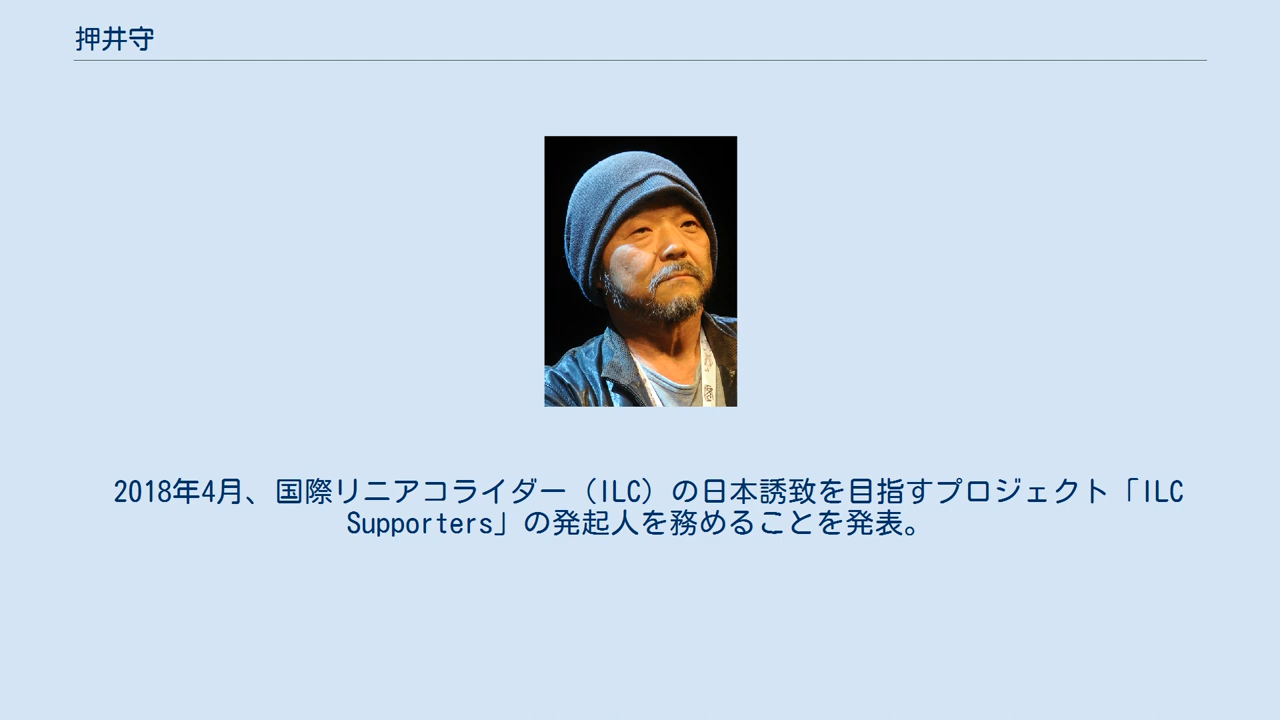 押井守
2018年4月、国際リニアコライダー（ILC）の日本誘致を目指すプロジェクト「ILC
Supporters」の発起人を務めることを発表。